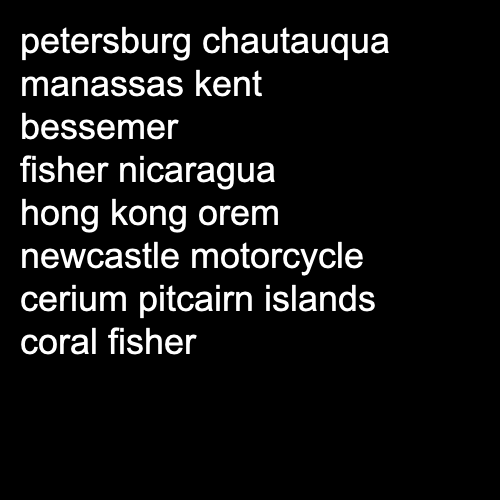 petersburg chautauqua
manassas kent
bessemer
fisher nicaragua
hong kong orem
newcastle motorcycle
cerium pitcairn islands
coral fisher